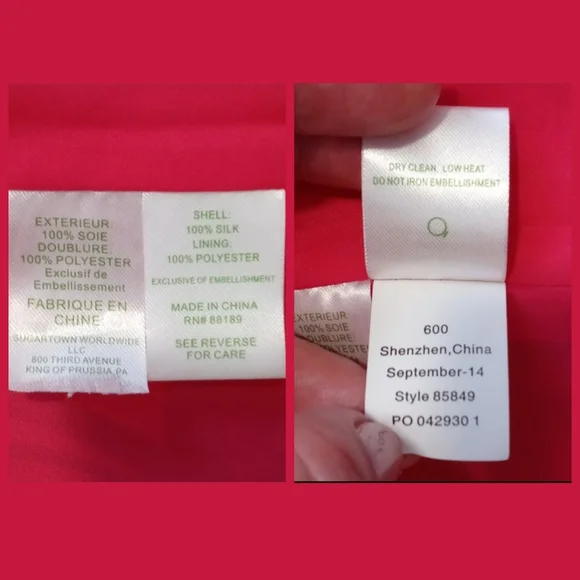 EXTERIEUR:
100% SOIE
DOUBLURE:
100% POLYESTER
Exclusif de
Embellissement
FABRIQUE EN
CHINE
SUGARTOWN WORLDWIDE
LLC
800 THIRD AVENUE
KING OF PRUSSIA, PA
SHELL:
100% SILK
LINING:
100% POLYESTER
EXCLUSIVE OF EMBELLISHMENT
MADE IN CHINA
RN# 88189
SEE REVERSE
FOR CARE
DRY CLEAN, LOW HEAT
DO NOT IRON EMBELLISHMENT
EXTERIEUR:
100% SOIE
DOUBLURE:
100% POLY
600
Shenzhen,China
September-14
Style 85849
PO 042930 1